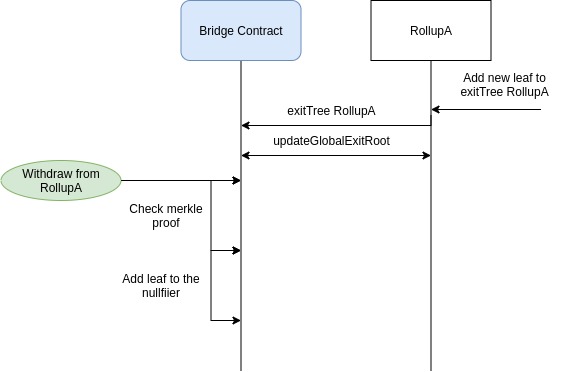 Bridge Contract
RollupA
Add new leaf to
exitTree RollupA
exitTree RollupA
updateGlobalExitRoot
Withdraw from
RollupA
Check merkle
proof
Add leaf to the
nullfiier